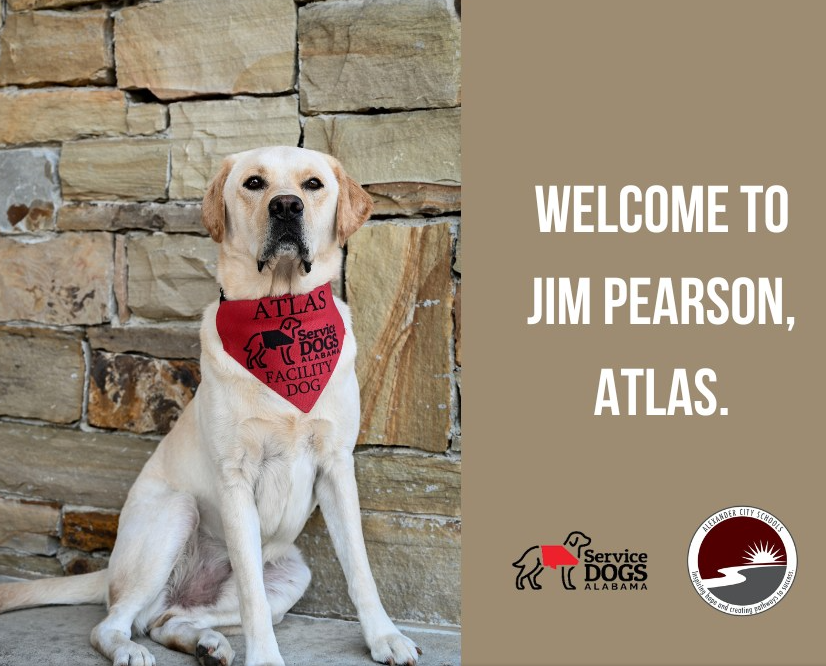 ATLAS
Service
DOGS
ALABAMA
FACILITY
DOG
WELCOME TO
JIM PEARSON,
ATLAS.
Service
DOGS
ALABAMA
ALEXANDER CITY SCHOOLS
Inspiring hope and creating pathways to success.